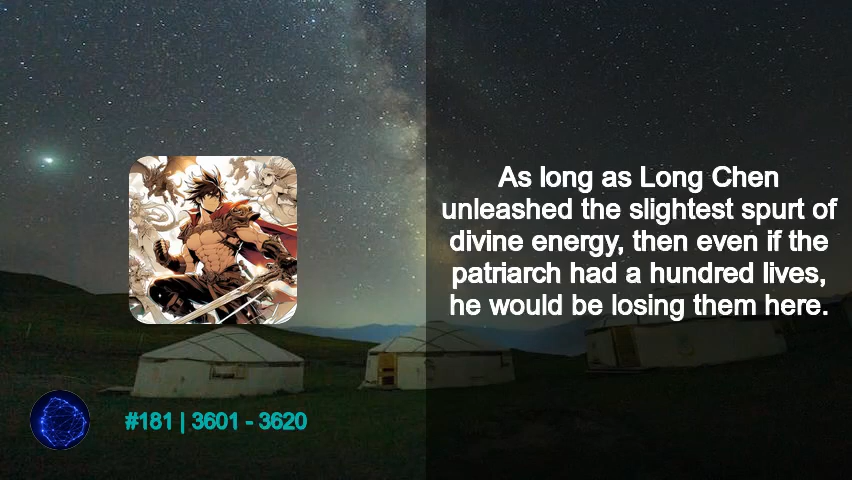 As long as Long Chen
unleashed the slightest spurt of
divine energy, then even if the
patriarch had a hundred lives,
he would be losing them here.
#181 | 3601 - 3620